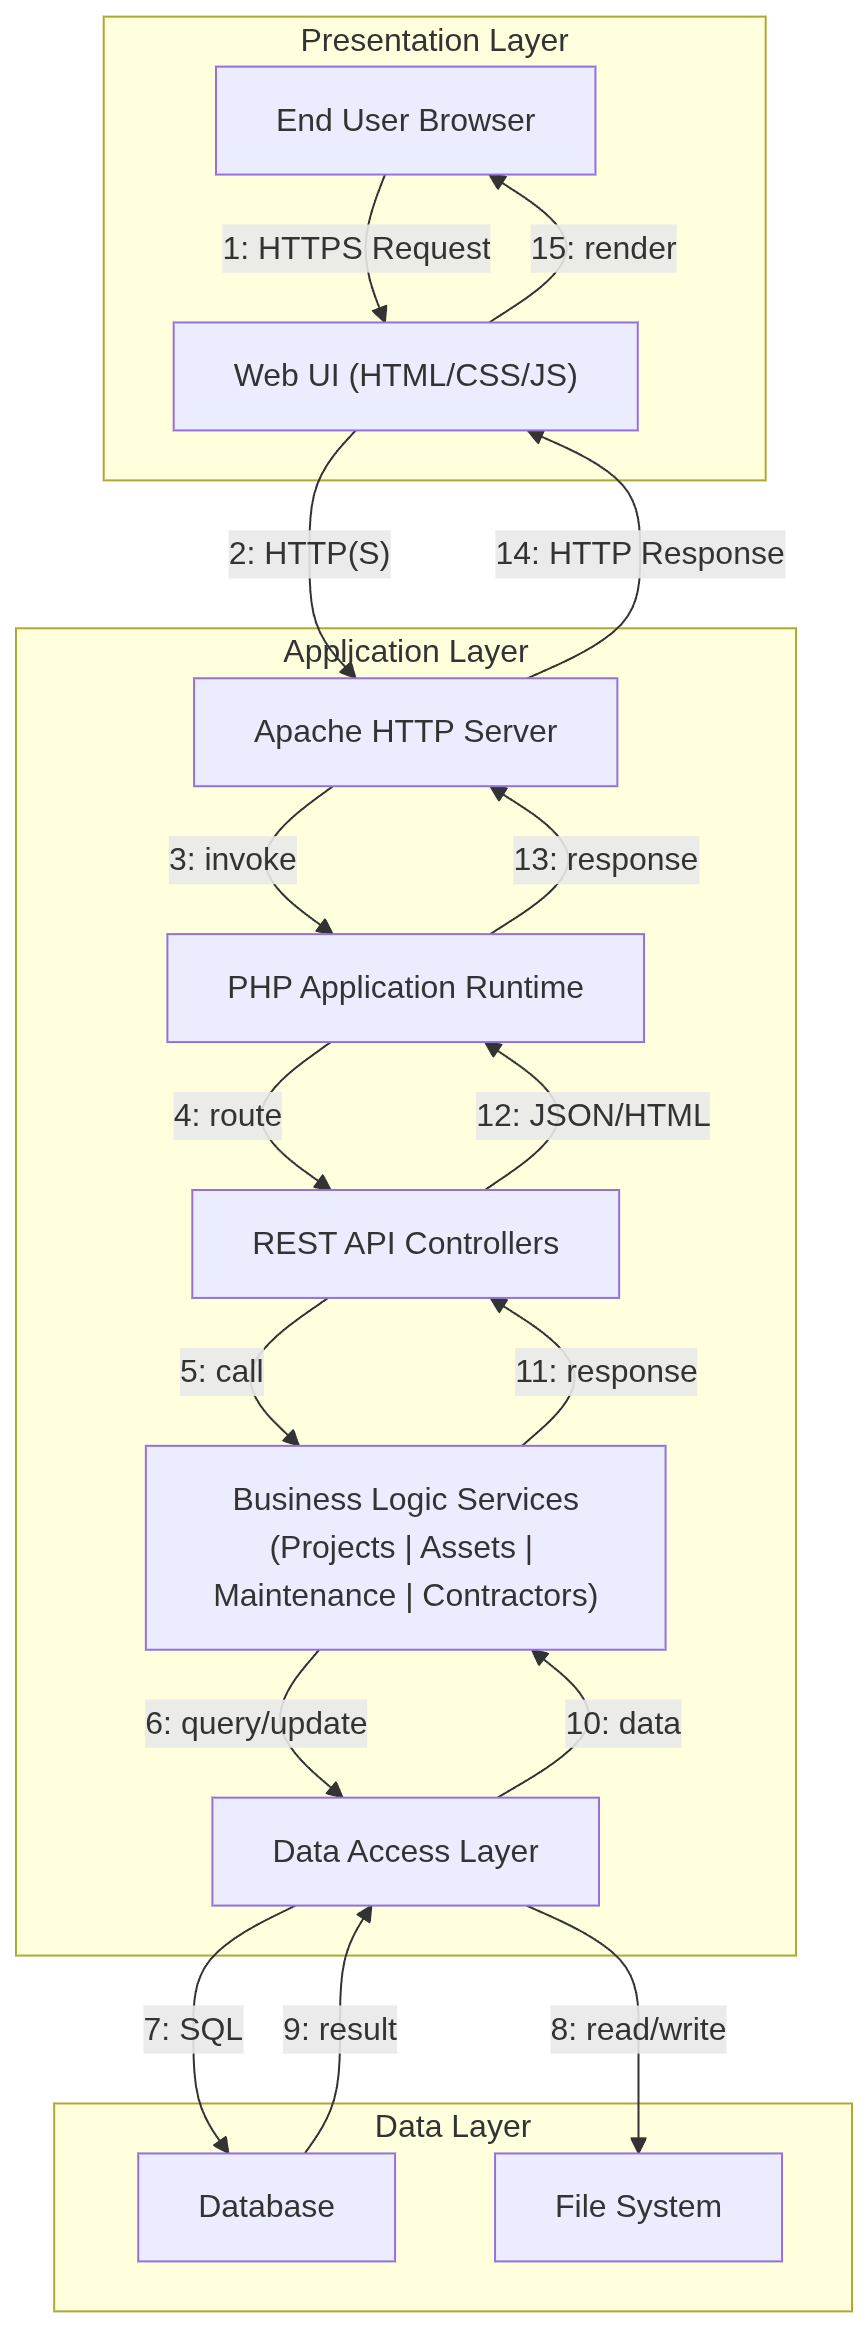 Presentation Layer
End User Browser
1: HTTPS Request
15: render
Web UI (HTML/CSS/JS)
2: HTTP(S)
14: HTTP Response
Application Layer
Apache HTTP Server
3: invoke
13: response
PHP Application Runtime
4: route
12: JSON/HTML
REST API Controllers
5: call
11: response
Business Logic Services
(Projects | Assets |
Maintenance | Contractors)
6: query/update
10: data
Data Access Layer
7: SQL
9: result
8: read/write
Data Layer
Database
File System